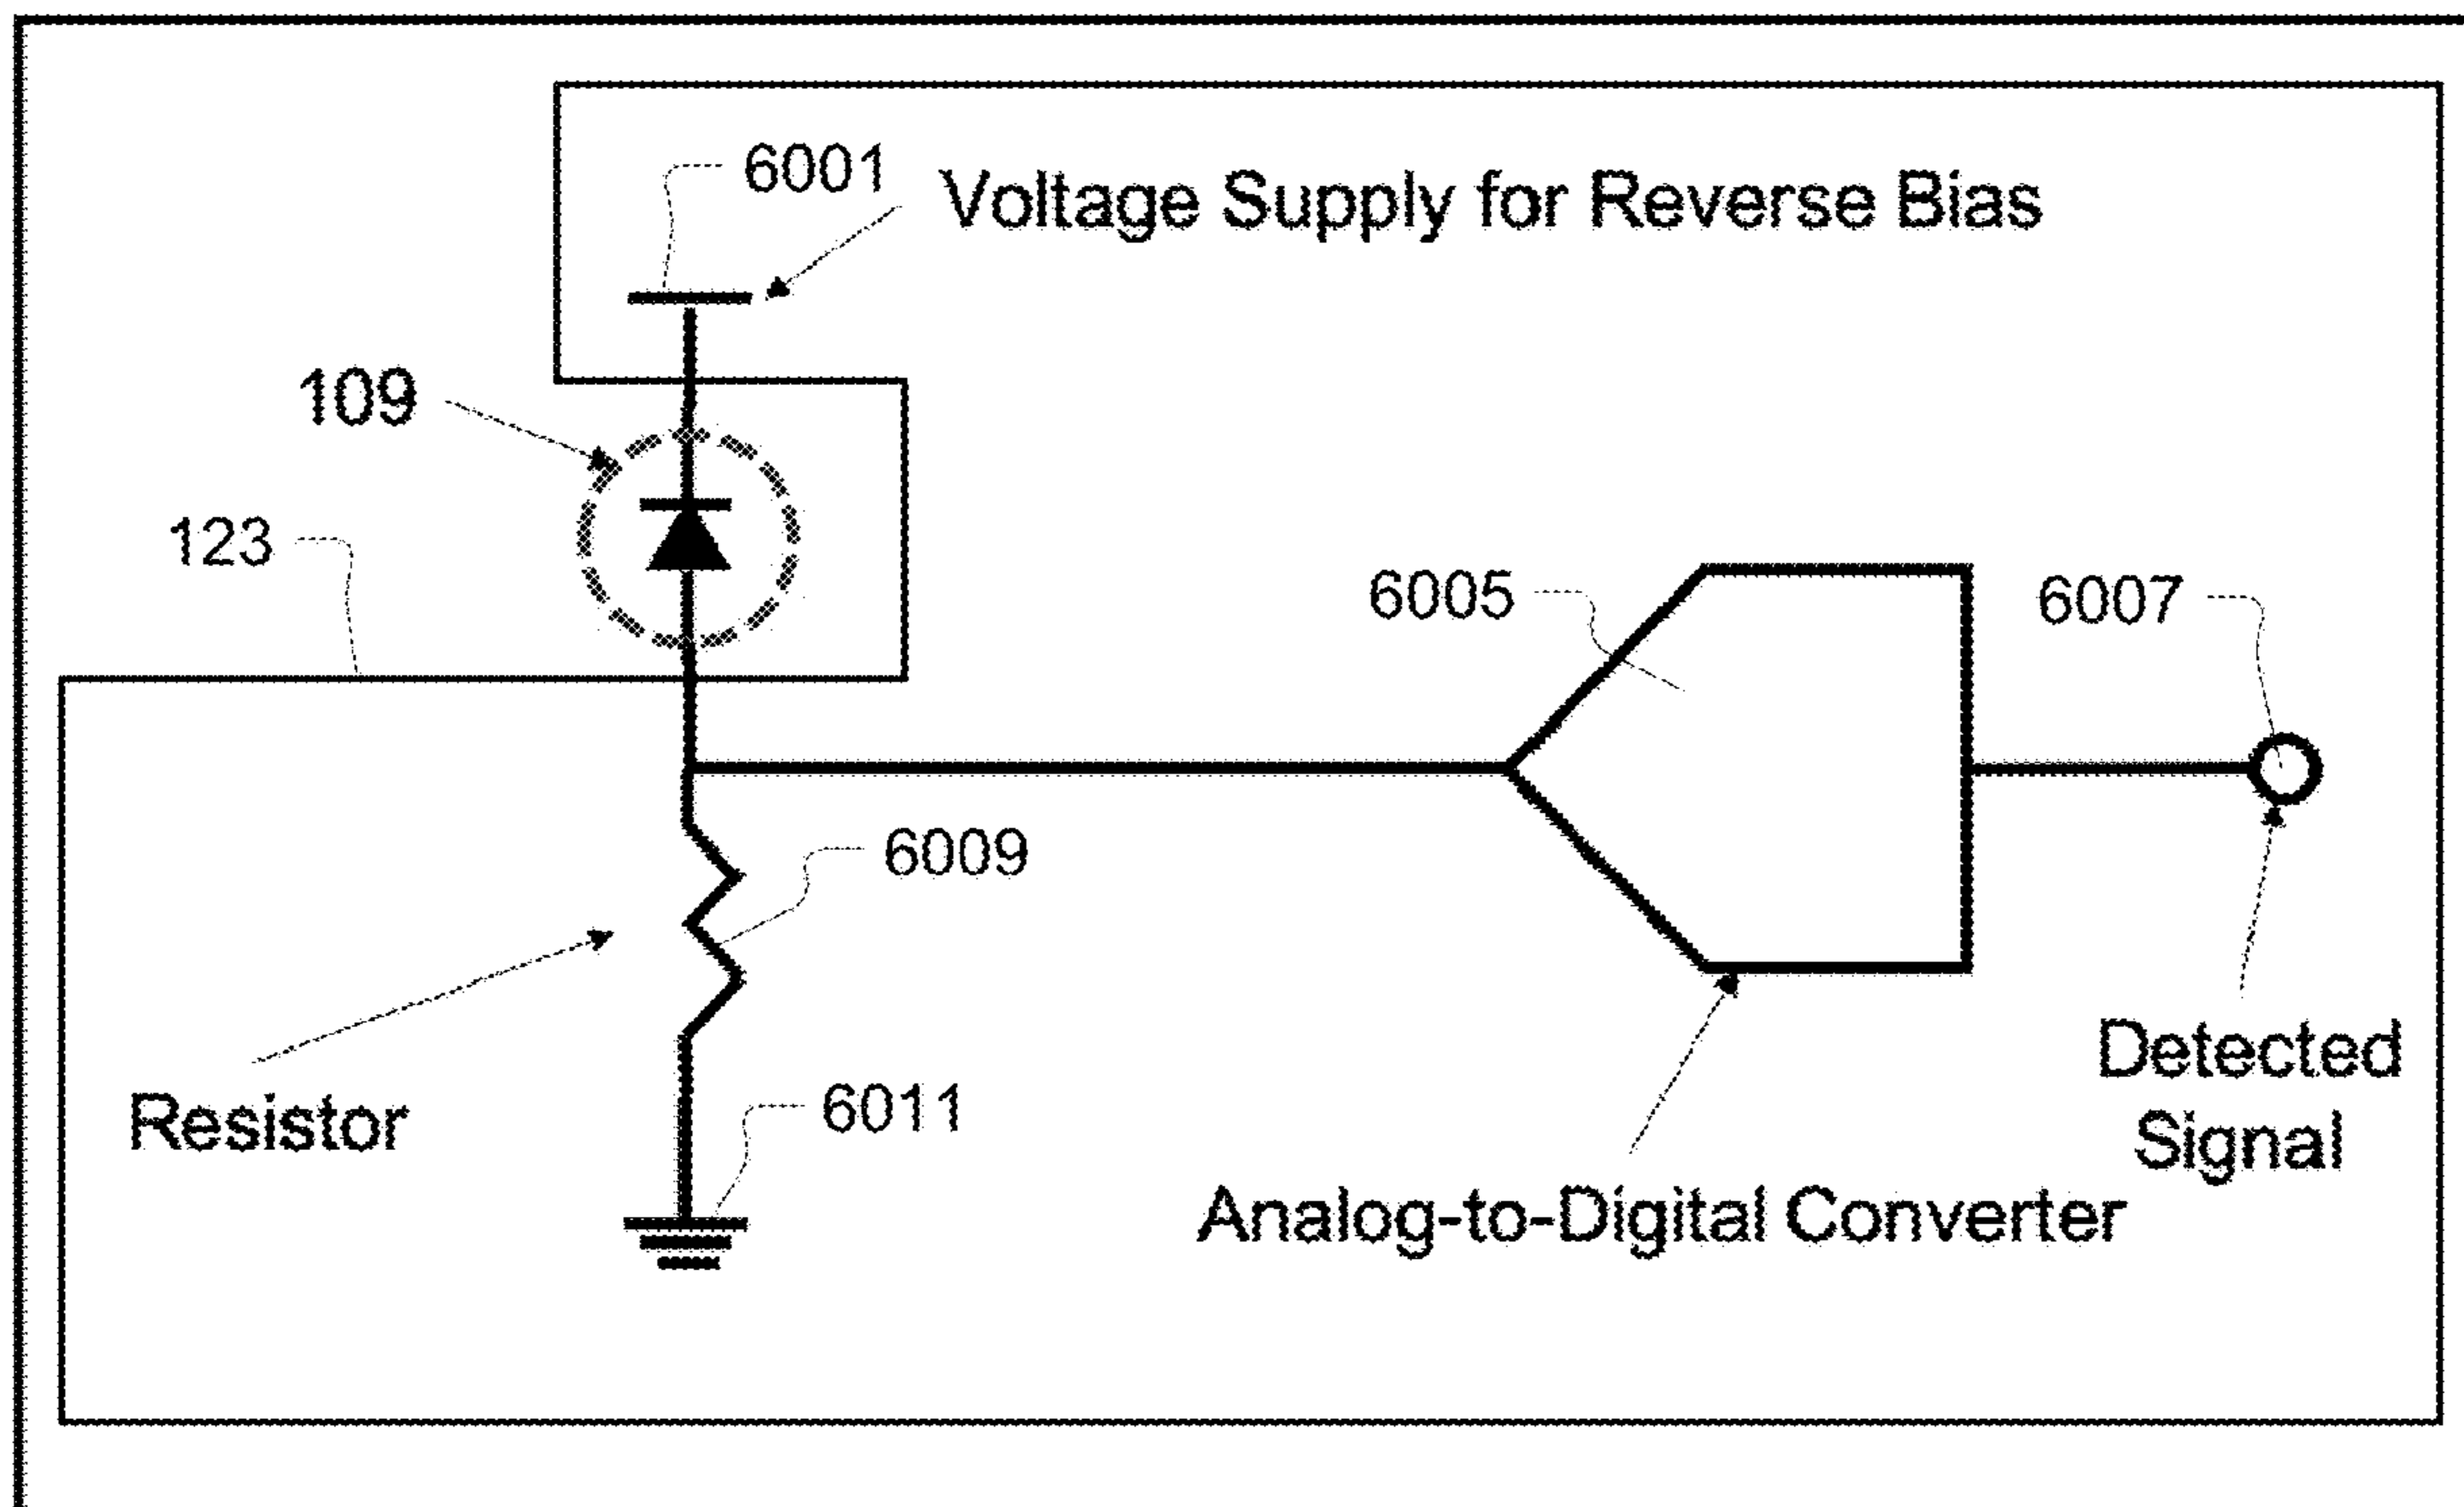 6001
Voltage Supply for Reverse Bias
109
123
6005
6007
6009
Resistor
6011
Detected
Signal
Analog-to-Digital Converter